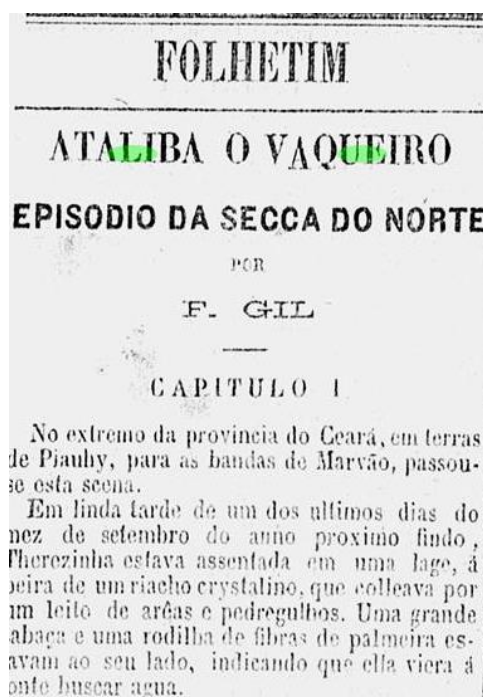 FOLHETIM
ATALIBA O VAQUEIRO
EPISODIO DA SECCA DO NORTE
POR
F. GIL
CAPITULO I
No extremo da provincia do Ceará, em terras
de Piauhy, para as bandas de Marvão, passou-
se esta scena.
Em linda tarde de um dos ultimos dias do
mez de setembro do anno proximo findo,
Therezinha estava assentada em uma lage, á
beira de um riacho crystalino, que colleava por
um leito de arêas e pedregulhos. Uma grande
cabaça e uma rodilha de fibras de palmeira es-
tavam ao seu lado, indicando que ella viera á
fonte buscar agua.